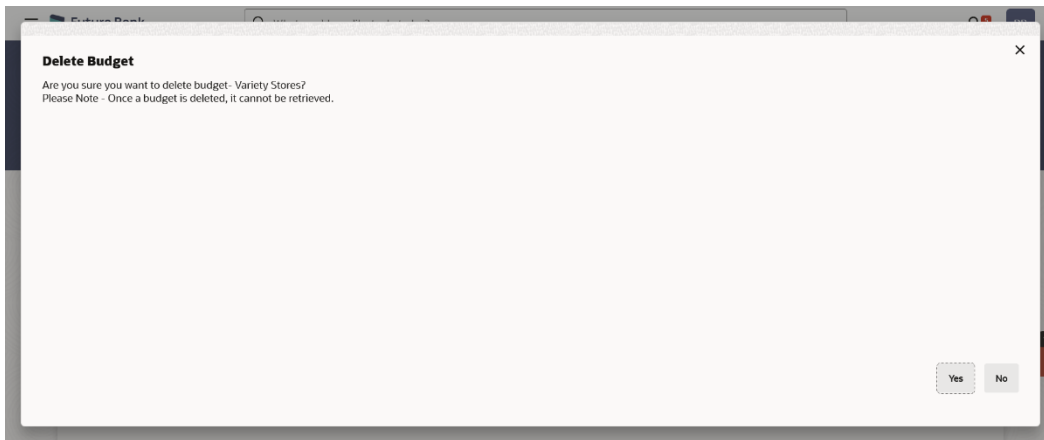 Delete Budget
Are you sure you want to delete budget- Variety Stores?
Please Note - Once a budget is deleted, it cannot be retrieved.
Yes No